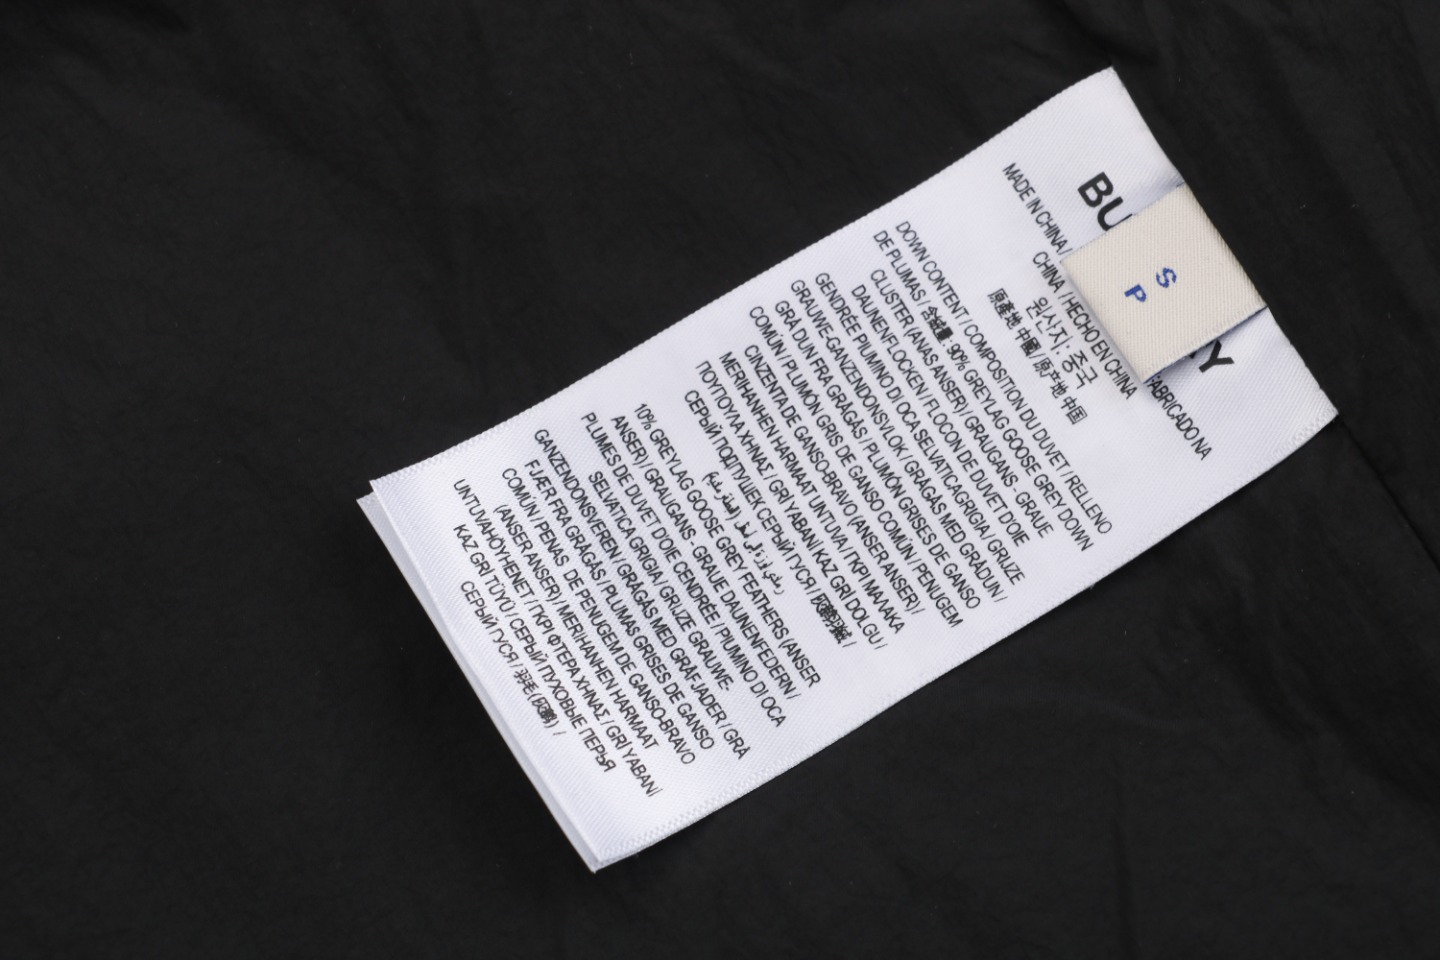 BU
RY
MADE IN CHINA /
FABRICADO NA
CHINA / HECHO EN CHINA
원산지: 중국
原產地 中國 / 原产地 中国
S
P
DOWN CONTENT / COMPOSITION DU DUVET / RELLENO
DE PLUMAS / 含絨量: 90% GREYLAG GOOSE GREY DOWN
CLUSTER (ANAS ANSER) / GRAUGANS - GRAUE
DAUNENFLOCKEN / FLOCON DE DUVET D'OIE
GENDRÉE PIUMINO DI OCA SELVATICA GRIGIA / GRIJZE
GRAUWE-GANZENDONSVLOK / GRÅGÅS MED GRÅDUN /
GRÅ DUN FRA GRÅGÅS / PLUMÓN GRISES DE GANSO
COMÚN / PLUMÓN GRIS DE GANSO COMÚN / PENUGEM
CINZENTA DE GANSO-BRAVO (ANSER ANSER) /
MERIHANHEN HARMAAT UNTUVA / ΓΚΡΙ ΜΑΛΑΚΑ
ΠΟΥΠΟΥΛΑ ΧΗΝΑΣ / GRİ YABANİ KAZ GRİ DOLGU /
СЕРЫЙ ПОДПУШЕК СЕРЫЙ ГУСЯ /
10% GREYLAG GOOSE GREY FEATHERS (ANSER
ANSER) / GRAUGANS - GRAUE DAUNENFEDERN /
PLUMES DE DUVET D'OIE CENDRÉE / PIUMINO DI OCA
SELVATICA GRIGIA / GRIJZE GRAUWE-
GANZENDONSVEREN / GRÅGÅS MED GRÅFJADER / GRÅ
FJÆR FRA GRÅGÅS / PLUMAS GRISES DE GANSO
COMÚN / PENAS DE PENUGEM DE GANSO-BRAVO
(ANSER ANSER) / MERIHANHEN HARMAAT
UNTUVAHÖYHENET / ΓΚΡΙ ΦΤΕΡΑ ΧΗΝΑΣ / GRİ YABANİ
KAZ GRİ TÜYÜ / СЕРЫЙ ПУХОВЫЕ ПЕРЬЯ
СЕРЫЙ ГУСЯ / 羽毛 /